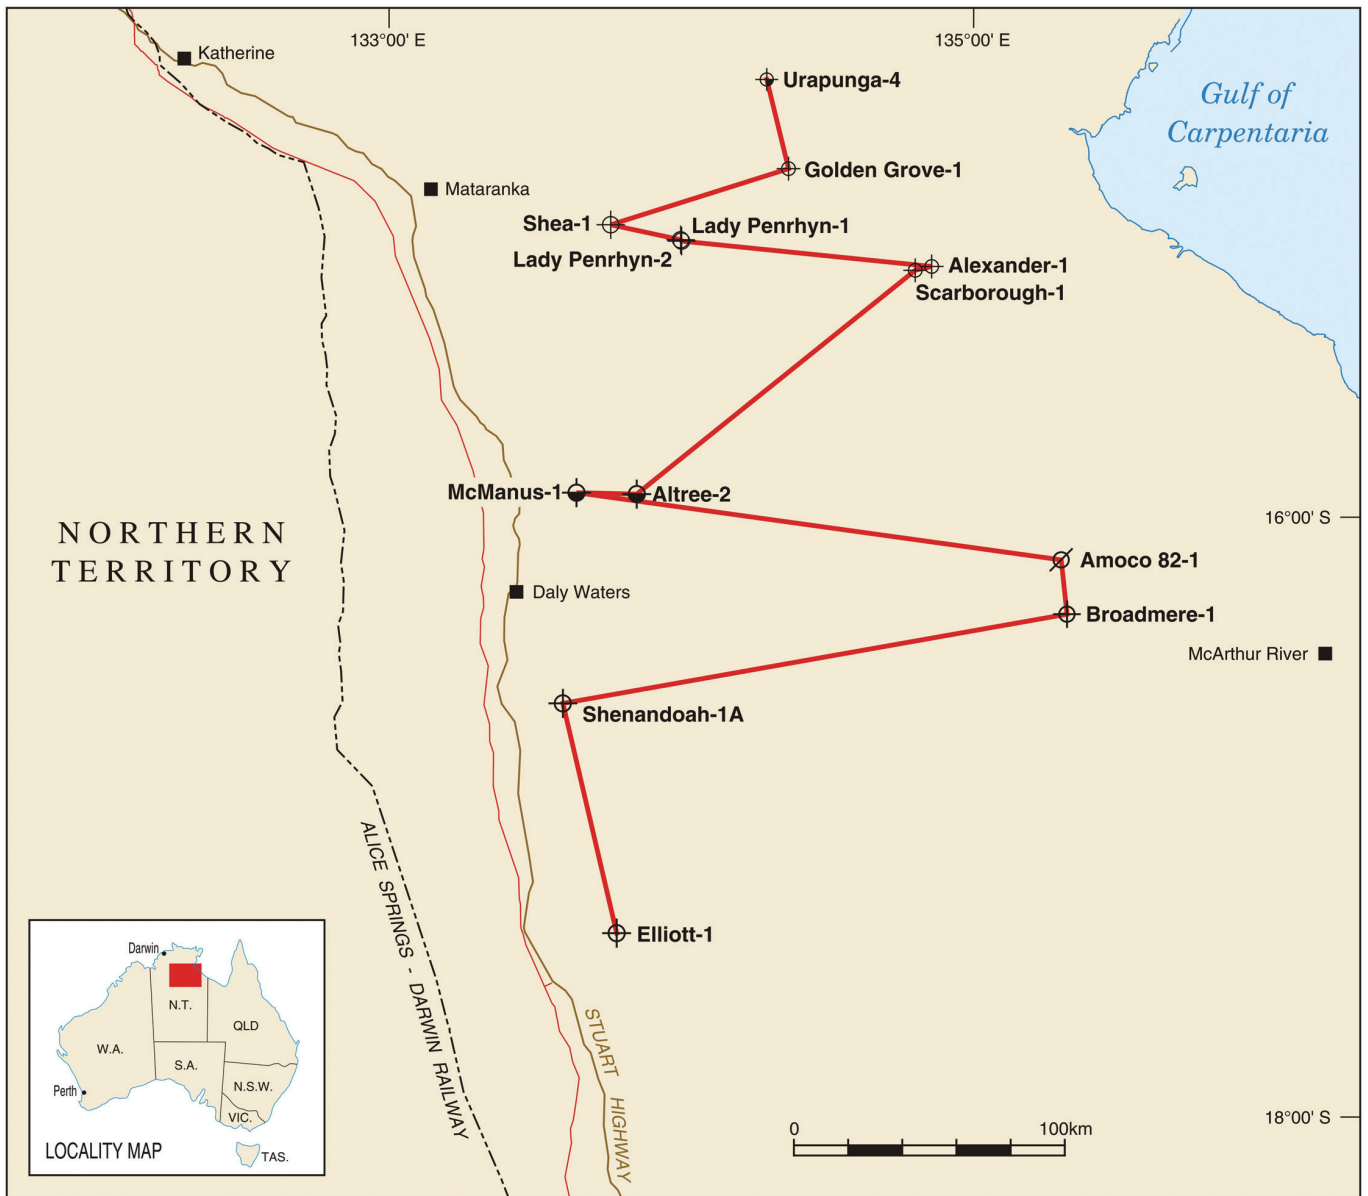 133°00' E
135°00' E
Katherine
Urapunga-4
Gulf of
Carpentaria
Golden Grove-1
Mataranka
Shea-1
Lady Penrhyn-1
Lady Penrhyn-2
Alexander-1
Scarborough-1
McManus-1
Altree-2
16°00' S
NORTHERN
TERRITORY
Amoco 82-1
Daly Waters
Broadmere-1
McArthur River
Shenandoah-1A
ALICE SPRINGS - DARWIN RAILWAY
Elliott-1
STUART HIGHWAY
18°00' S
0
100km
Darwin
N.T.
QLD
W.A.
S.A.
N.S.W.
Perth
VIC.
LOCALITY MAP
TAS.